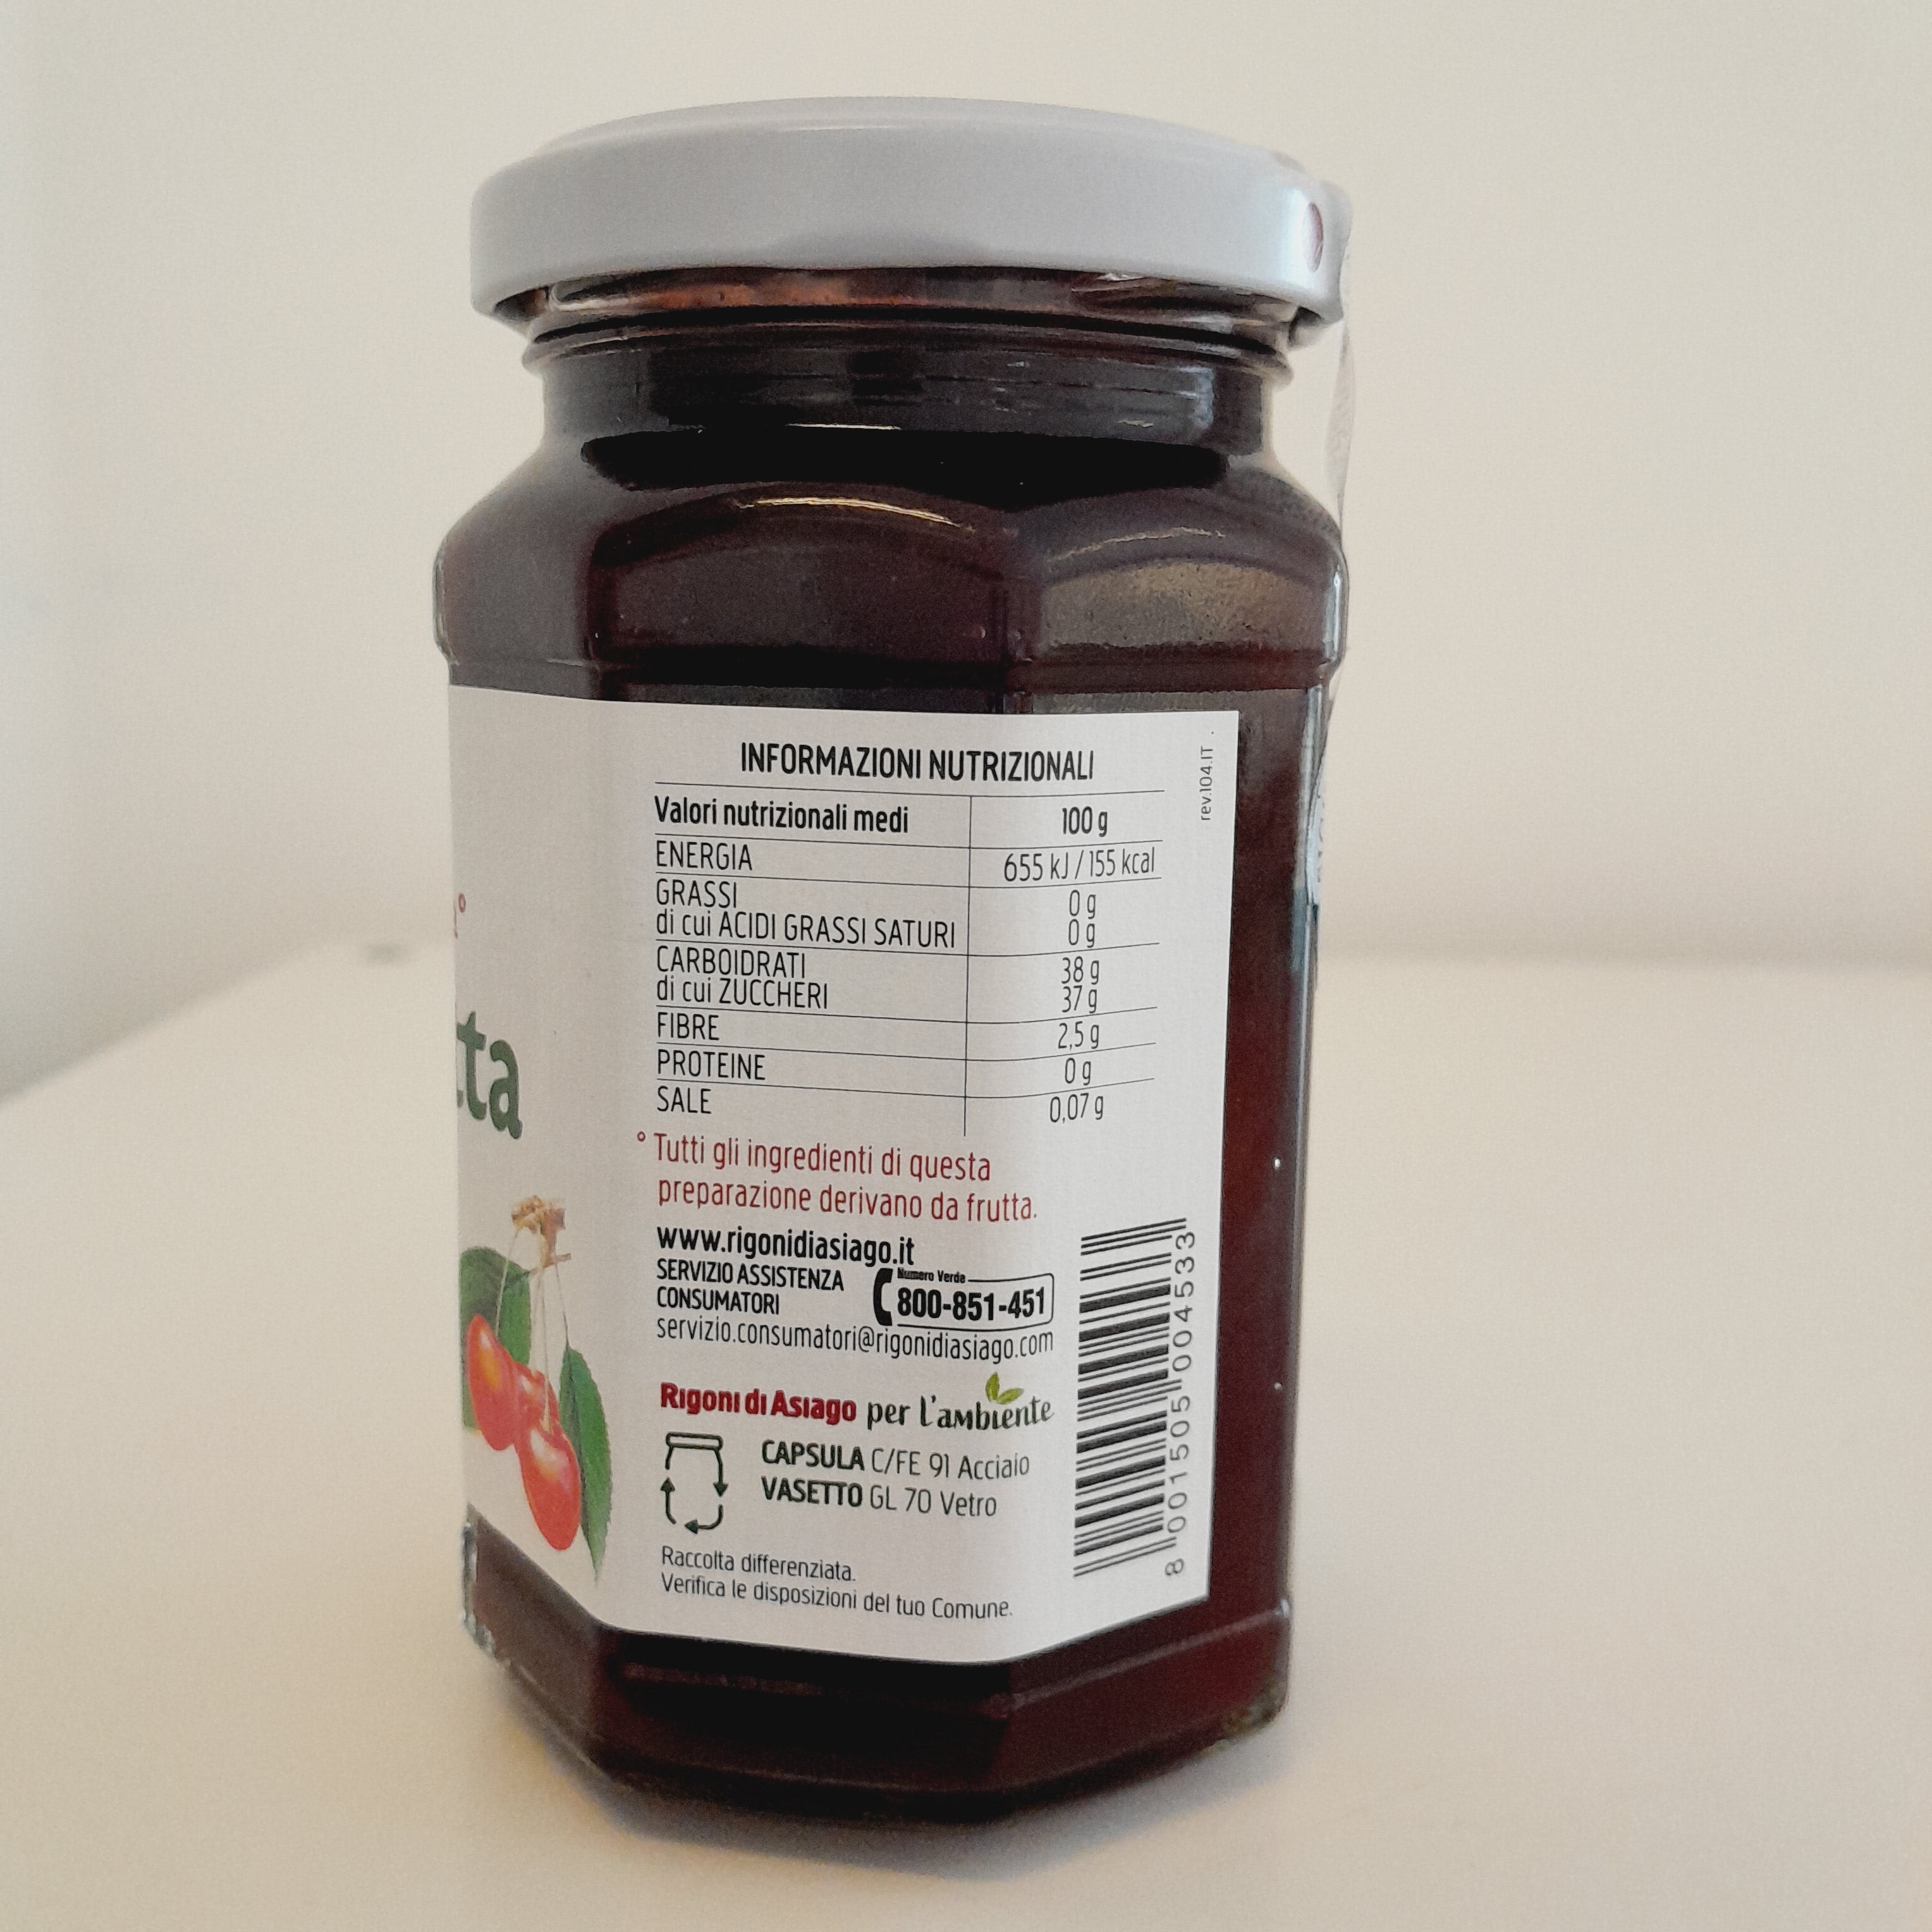 INFORMAZIONI NUTRIZIONALI
Valori nutrizionali medi 100 g
ENERGIA 655 kJ / 155 kcal
GRASSI 0 g
di cui ACIDI GRASSI SATURI 0 g
CARBOIDRATI 38 g
di cui ZUCCHERI 37 g
FIBRE 2,5 g
PROTEINE 0 g
SALE 0,07 g
° Tutti gli ingredienti di questa
preparazione derivano da frutta.
www.rigonidiasiago.it
SERVIZIO ASSISTENZA
CONSUMATORI
Numero Verde
800-851-451
servizio.consumatori@rigonidiasiago.com
Rigoni di Asiago per l'ambiente
CAPSULA C/FE 91 Acciaio
VASETTO GL 70 Vetro
Raccolta differenziata.
Verifica le disposizioni del tuo Comune.
rev.104.IT
8 001505 004533
tta